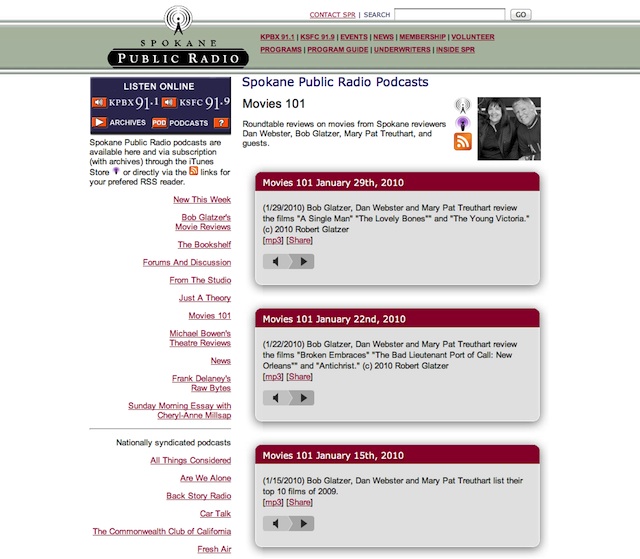 CONTACT SPR | SEARCH
GO
SPOKANE
PUBLIC RADIO
KPBX 91.1 | KSFC 91.9 | EVENTS | NEWS | MEMBERSHIP | VOLUNTEER
PROGRAMS | PROGRAM GUIDE | UNDERWRITERS | INSIDE SPR
LISTEN ONLINE
KPBX 91.1 KSFC 91.9
ARCHIVES POD PODCASTS ?
Spokane Public Radio podcasts are
available here and via subscription
(with archives) through the iTunes
Store or directly via the links for
your prefered RSS reader.
New This Week
Bob Glatzer's
Movie Reviews
The Bookshelf
Forums And Discussion
From The Studio
Just A Theory
Movies 101
Michael Bowen's
Theatre Reviews
News
Frank Delaney's
Raw Bytes
Sunday Morning Essay with
Cheryl-Anne Millsap
Nationally syndicated podcasts
All Things Considered
Are We Alone
Back Story Radio
Car Talk
The Commonwealth Club of California
Fresh Air
Spokane Public Radio Podcasts
Movies 101
Roundtable reviews on movies from Spokane reviewers
Dan Webster, Bob Glatzer, Mary Pat Treuthart, and
guests.
Movies 101 January 29th, 2010
(1/29/2010) Bob Glatzer, Dan Webster and Mary Pat Treuthart review
the films "A Single Man" "The Lovely Bones"" and "The Young Victoria."
(c) 2010 Robert Glatzer
[mp3] [Share]
Movies 101 January 22nd, 2010
(1/22/2010) Bob Glatzer, Dan Webster and Mary Pat Treuthart review
the films "Broken Embraces" "The Bad Lieutenant Port of Call: New
Orleans"" and "Antichrist." (c) 2010 Robert Glatzer
[mp3] [Share]
Movies 101 January 15th, 2010
(1/15/2010) Bob Glatzer, Dan Webster and Mary Pat Treuthart list their
top 10 films of 2009.
[mp3] [Share]